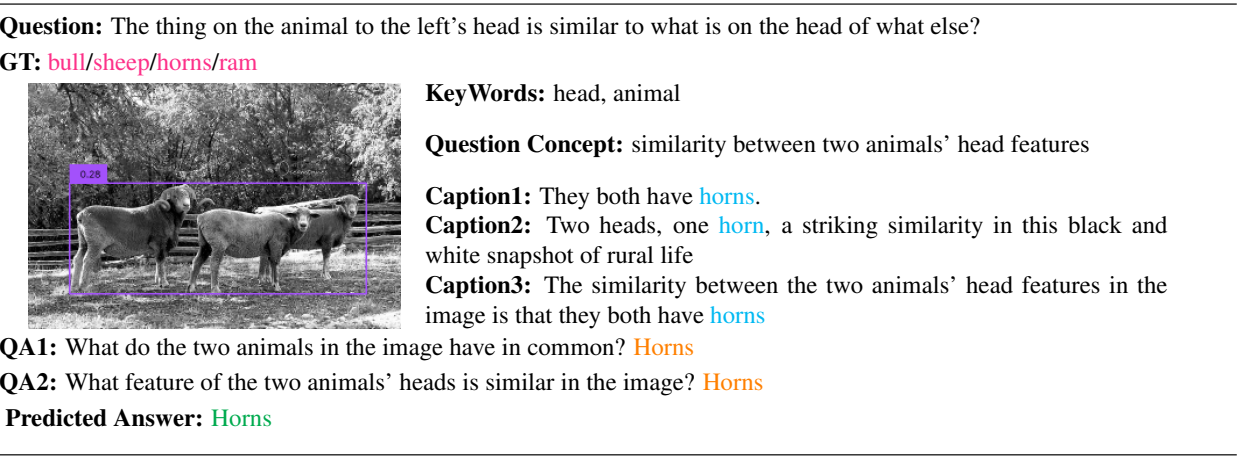 Question: The thing on the animal to the left's head is similar to what is on the head of what else?
GT: bull/sheep/horns/ram
0.28
KeyWords: head, animal
Question Concept: similarity between two animals' head features
Caption1: They both have horns.
Caption2: Two heads, one horn, a striking similarity in this black and
white snapshot of rural life
Caption3: The similarity between the two animals' head features in the
image is that they both have horns
QA1: What do the two animals in the image have in common? Horns
QA2: What feature of the two animals' heads is similar in the image? Horns
Predicted Answer: Horns